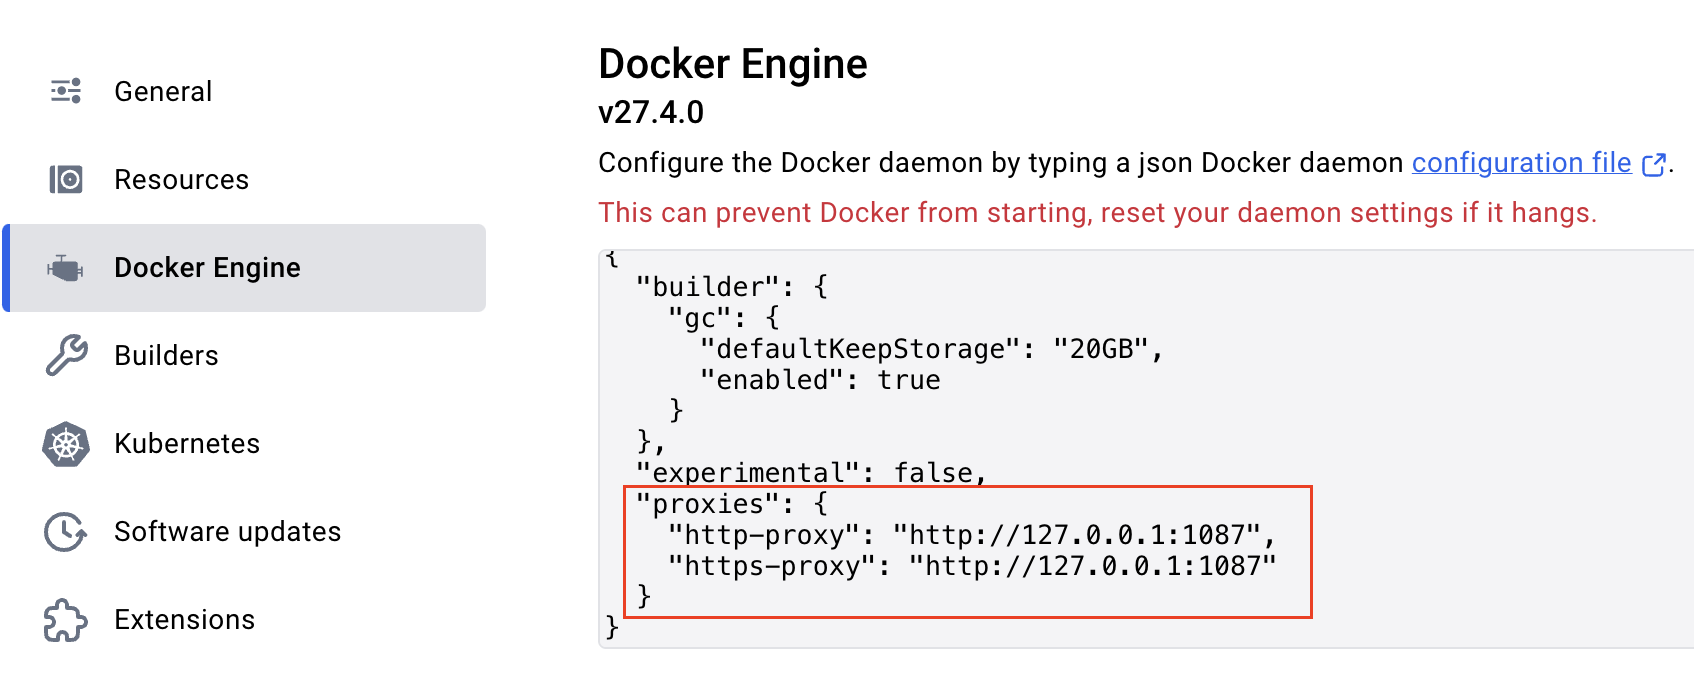 General
Resources
Docker Engine
Builders
Kubernetes
Software updates
Extensions
Docker Engine
v27.4.0
Configure the Docker daemon by typing a json Docker daemon configuration file.
This can prevent Docker from starting, reset your daemon settings if it hangs.
{
  "builder": {
    "gc": {
      "defaultKeepStorage": "20GB",
      "enabled": true
    }
  },
  "experimental": false,
  "proxies": {
    "http-proxy": "http://127.0.0.1:1087",
    "https-proxy": "http://127.0.0.1:1087"
  }
}